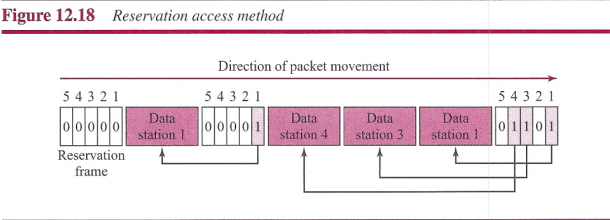 Figure 12.18 Reservation access method
Direction of packet movement
5 4 3 2 1 5 4 3 2 1 5 4 3 2 1
0 0 0 0 0 Data station 1 0 0 0 0 1 Data station 4 Data station 3 Data station 1 0 1 1 0 1
Reservation
frame